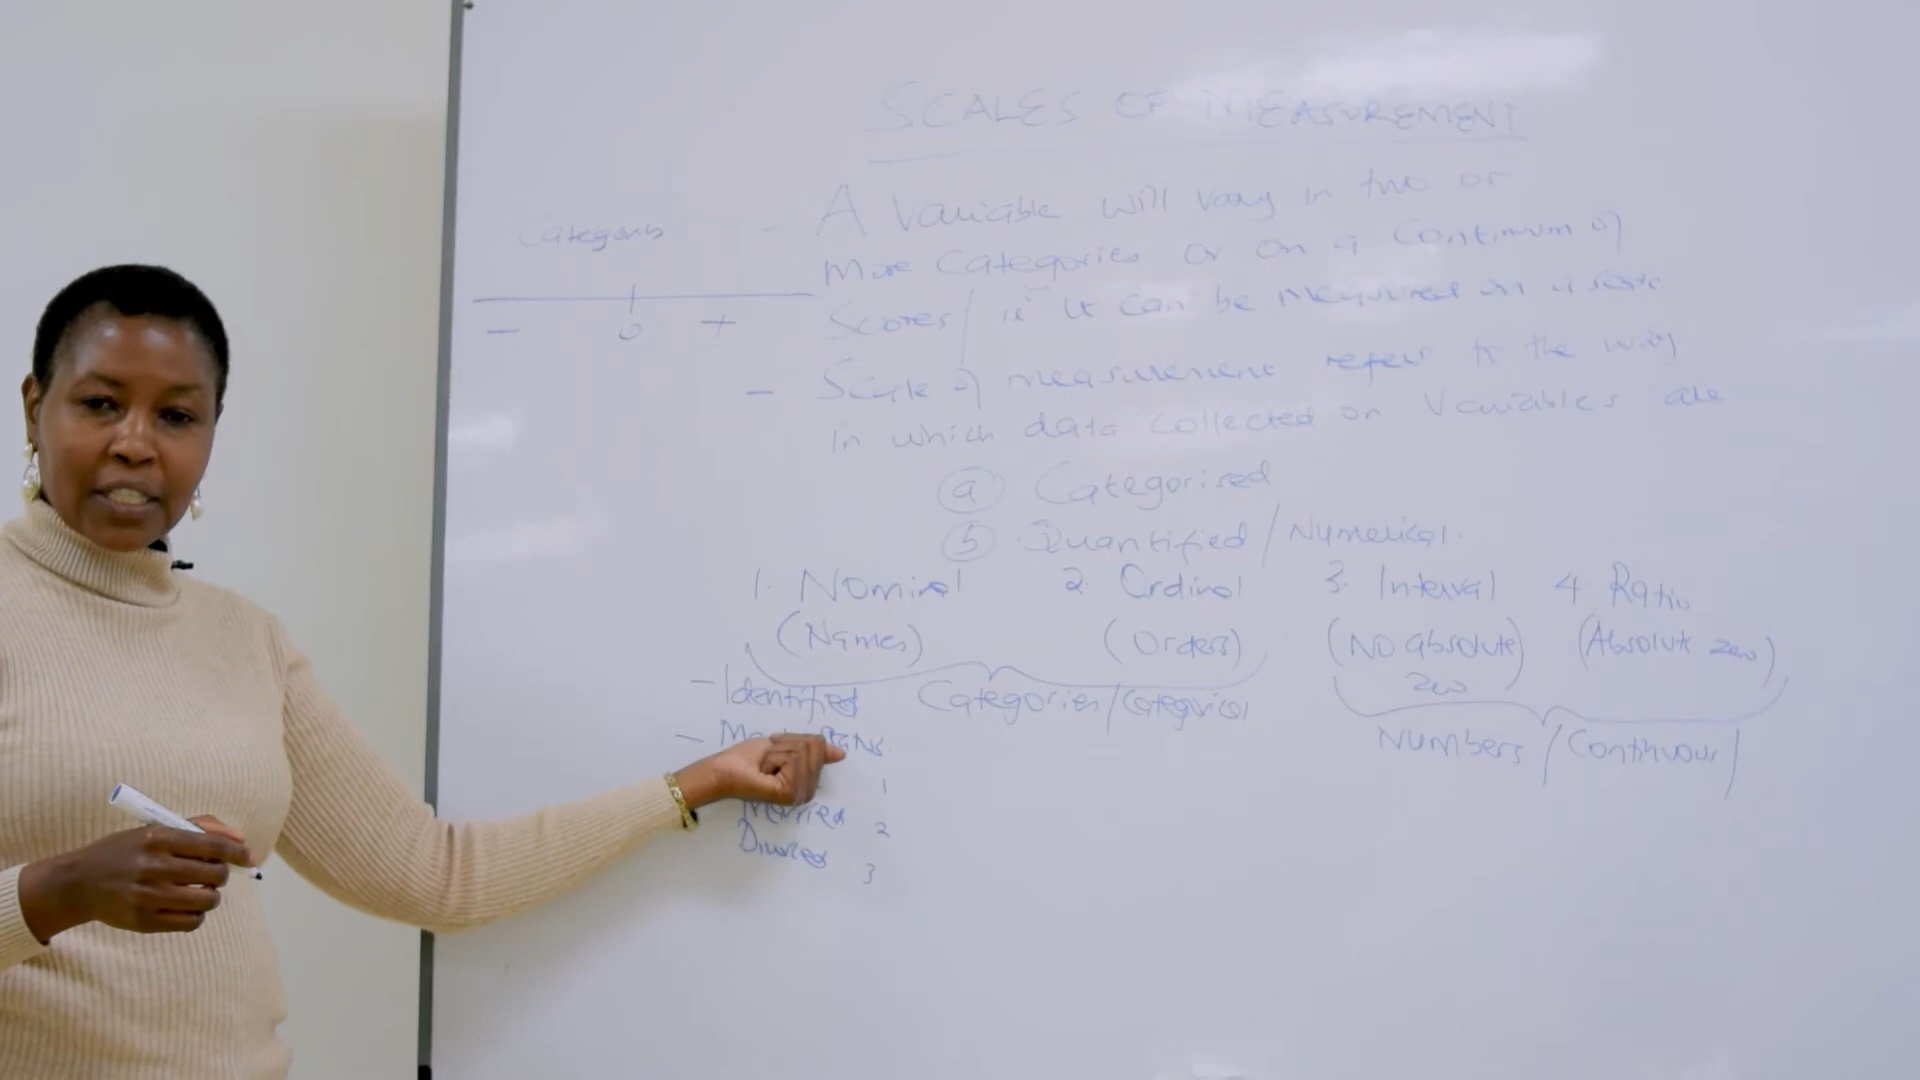 SCALES OF MEASUREMENT
Categories
- 0 +
- A Variable will vary in two or
more categories or on a continuum of
Scores / ie it can be measured on a scale
- Scale of measurement refer to the way
in which data collected on Variables are
(a) Categorised
(b) Quantified / Numerical
1. Nominal 2. Ordinal 3. Interval 4 Ratio
(Names) (Orders) (No absolute Zero) (Absolute zero)
- Identified Categories / Categorical
Numbers / Continuous /
-
1
Married 2
Divorced 3